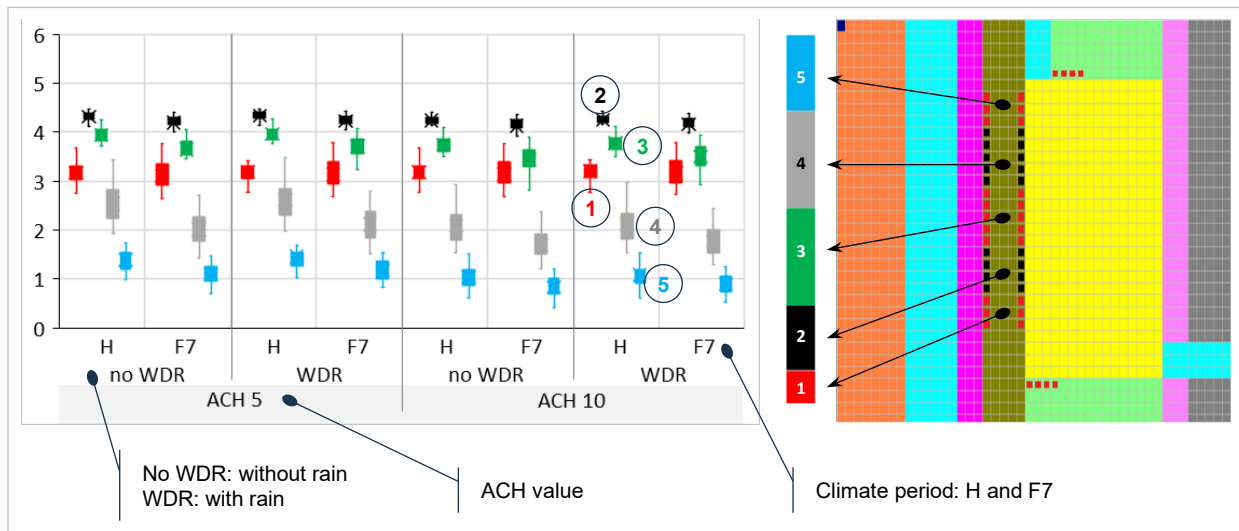 6
5
4
3
2
1
0
2
3
1
4
5
H F7 H F7 H F7 H F7
no WDR WDR no WDR WDR
ACH 5 ACH 10
5
4
3
2
1
No WDR: without rain
WDR: with rain
ACH value
Climate period: H and F7